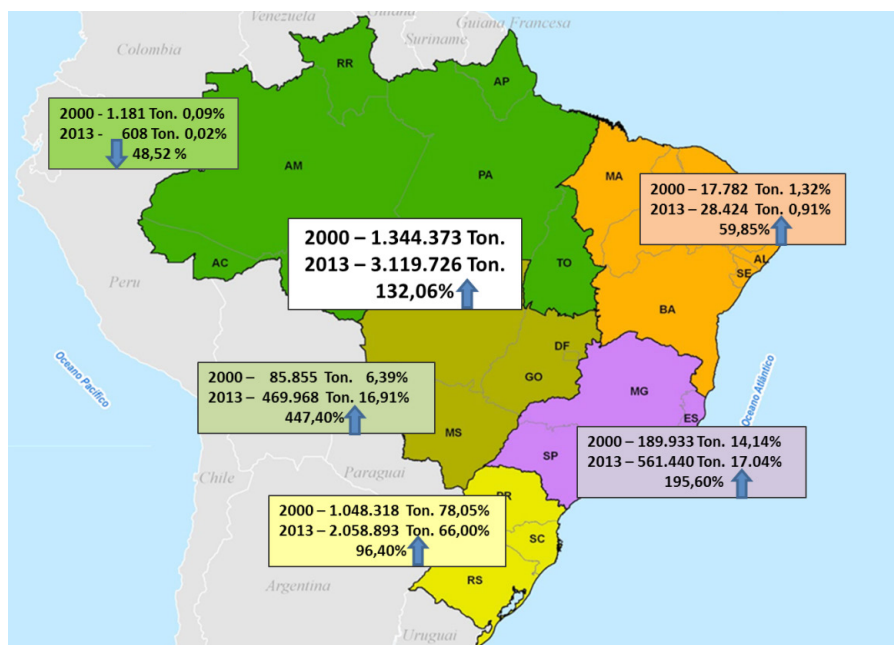 Venezuela
Guiana
Guiana Francesa
Colombia
Suriname
RR
AP
2000 - 1.181 Ton. 0,09%
2013 - 608 Ton. 0,02%
48,52 %
AM
PA
MA
2000 – 17.782 Ton. 1,32%
2013 – 28.424 Ton. 0,91%
59,85%
2000 – 1.344.373 Ton.
2013 – 3.119.726 Ton.
132,06%
AC
TO
AL
SE
Peru
BA
Oceano Pacífico
DF
GO
2000 – 85.855 Ton. 6,39%
2013 – 469.968 Ton. 16,91%
447,40%
MG
ES
Oceano Atlântico
MS
SP
2000 – 189.933 Ton. 14,14%
2013 – 561.440 Ton. 17.04%
195,60%
Chile
Paraguai
PR
2000 – 1.048.318 Ton. 78,05%
2013 – 2.058.893 Ton. 66,00%
96,40%
SC
RS
Argentina
Uruguai